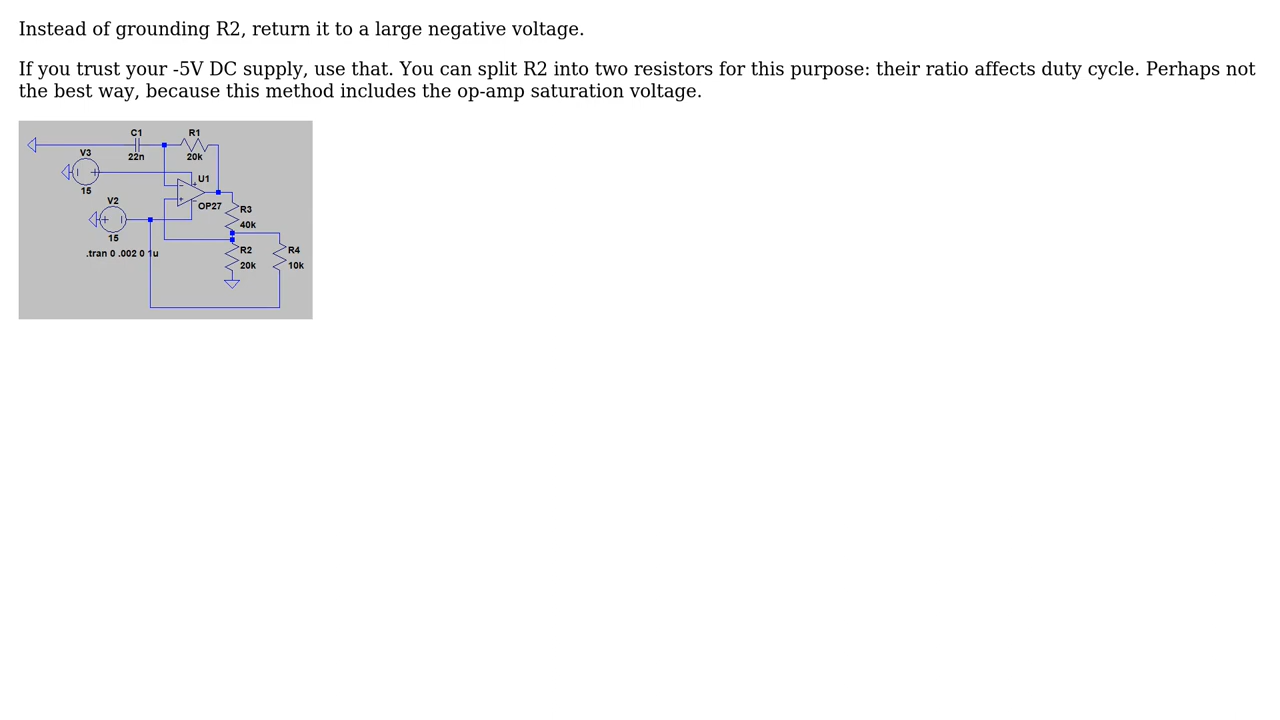 Instead of grounding R2, return it to a large negative voltage.
If you trust your -5V DC supply, use that. You can split R2 into two resistors for this purpose: their ratio affects duty cycle. Perhaps not
the best way, because this method includes the op-amp saturation voltage.
C1
R1
22n
20k
V3
15
U1
OP27
V2
15
R3
40k
R2
20k
R4
10k
.tran 0 .002 0 1u